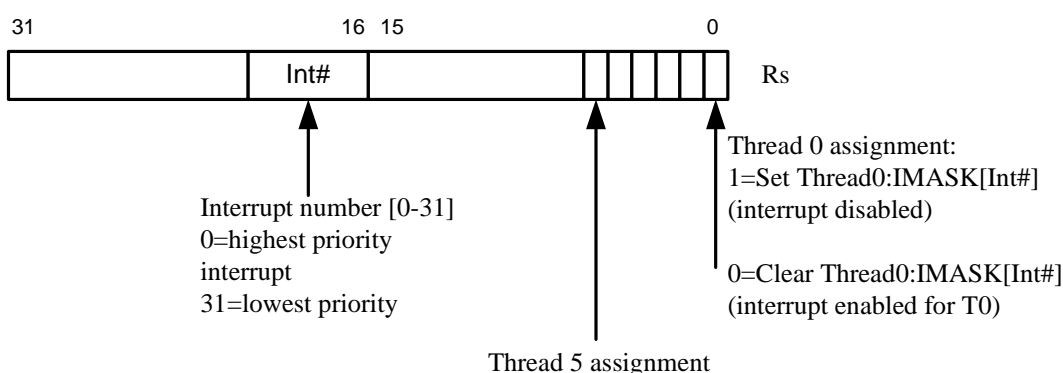 31 16 15 0
Int# Rs
Thread 0 assignment:
1=Set Thread0:IMASK[Int#]
(interrupt disabled)
Interrupt number [0-31]
0=highest priority
interrupt
31=lowest priority
0=Clear Thread0:IMASK[Int#]
(interrupt enabled for T0)
Thread 5 assignment